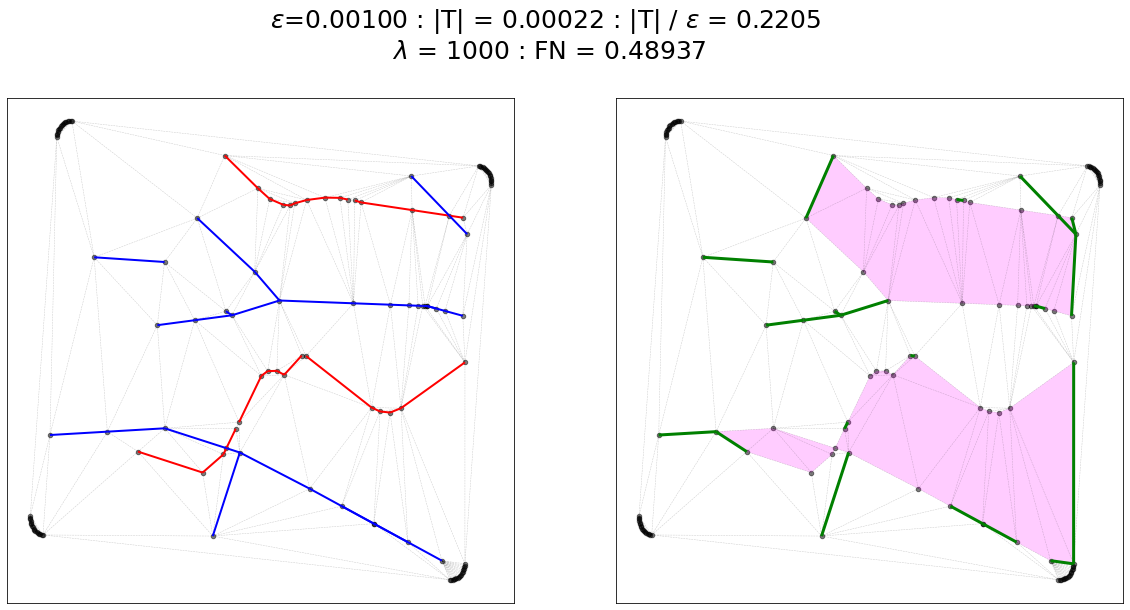 ε=0.00100 : |T| = 0.00022 : |T| / ε = 0.2205
λ = 1000 : FN = 0.48937